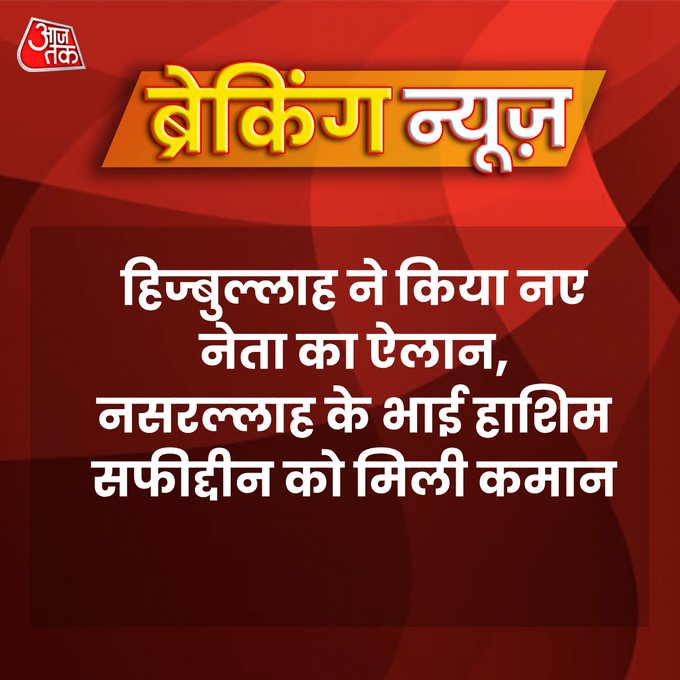 आज
तक
ब्रेकिंग न्यूज़
हिज्बुल्लाह ने किया नए
नेता का ऐलान,
नसरल्लाह के भाई हाशिम
सफीद्दीन को मिली कमान